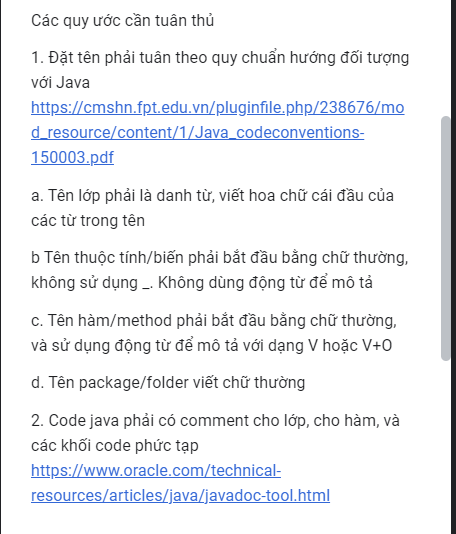 Các quy ước cần tuân thủ
1. Đặt tên phải tuân theo quy chuẩn hướng đối tượng
với Java
https://cmshn.fpt.edu.vn/pluginfile.php/238676/mo
d_resource/content/1/Java_codeconventions-
150003.pdf
a. Tên lớp phải là danh từ, viết hoa chữ cái đầu của
các từ trong tên
b Tên thuộc tính/biến phải bắt đầu bằng chữ thường,
không sử dụng _. Không dùng động từ để mô tả
c. Tên hàm/method phải bắt đầu bằng chữ thường,
và sử dụng động từ để mô tả với dạng V hoặc V+O
d. Tên package/folder viết chữ thường
2. Code java phải có comment cho lớp, cho hàm, và
các khối code phức tạp
https://www.oracle.com/technical-
resources/articles/java/javadoc-tool.html